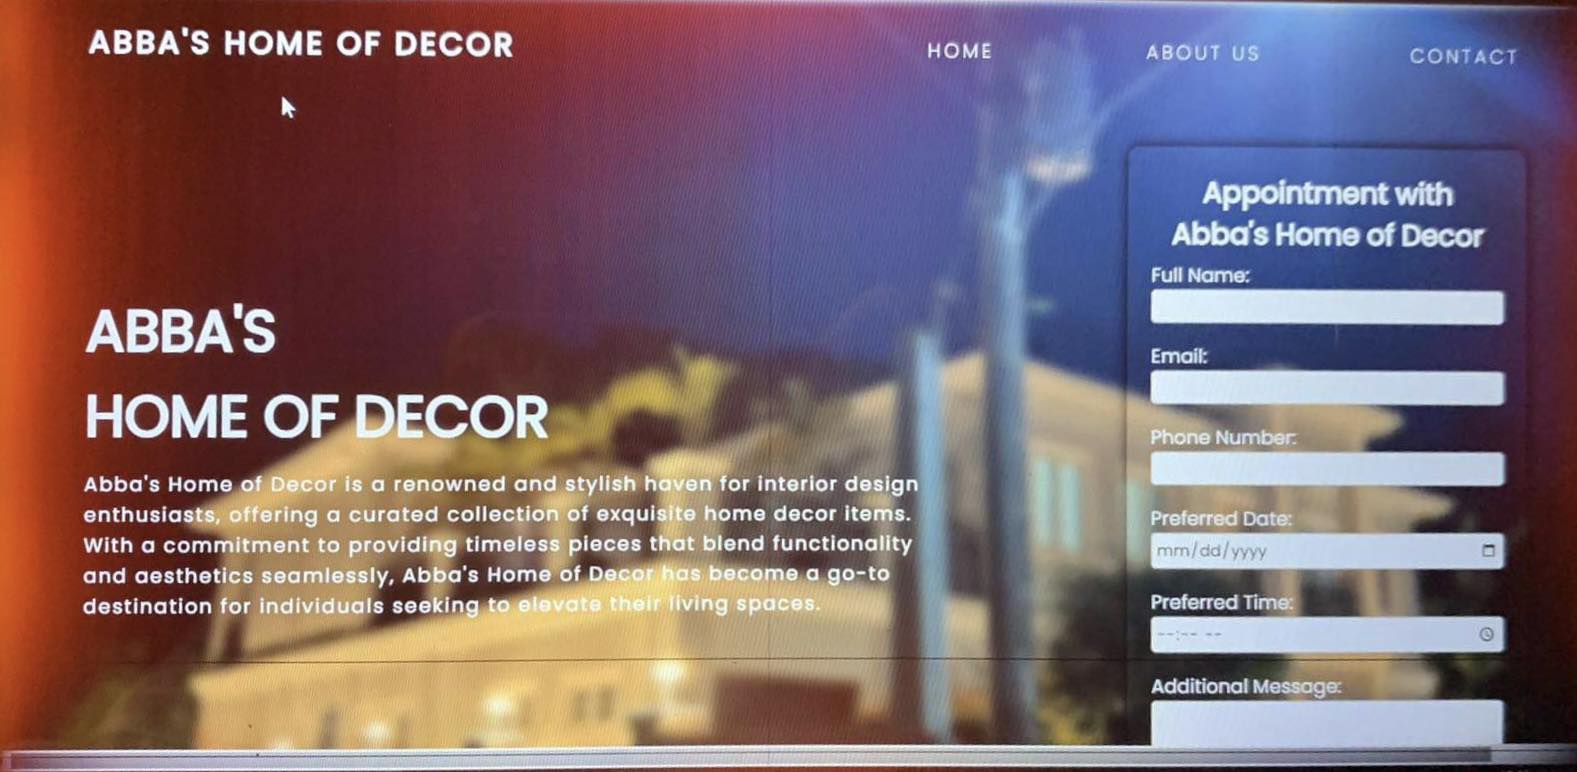 ABBA'S HOME OF DECOR
HOME
ABOUT US
CONTACT
ABBA'S
HOME OF DECOR
Abba's Home of Decor is a renowned and stylish haven for interior design
enthusiasts, offering a curated collection of exquisite home decor items.
With a commitment to providing timeless pieces that blend functionality
and aesthetics seamlessly, Abba's Home of Decor has become a go-to
destination for individuals seeking to elevate their living spaces.
Appointment with
Abba's Home of Decor
Full Name:
Email:
Phone Number:
Preferred Date:
mm/dd/yyyy
Preferred Time:
--:-- --
Additional Message: